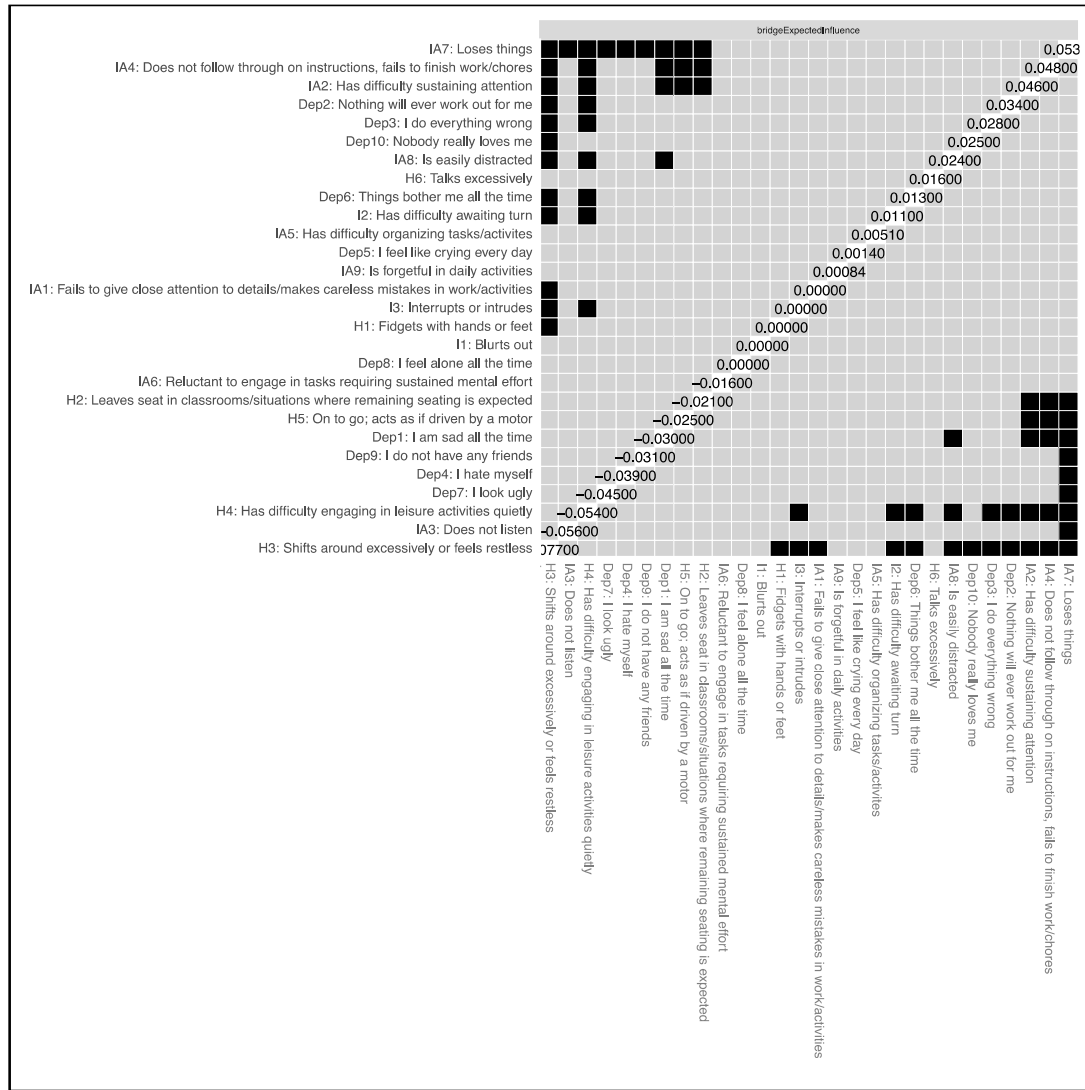 bridgeExpectedInfluence
IA7: Loses things 0.053
IA4: Does not follow through on instructions, fails to finish work/chores 0.04800
IA2: Has difficulty sustaining attention 0.04600
Dep2: Nothing will ever work out for me 0.03400
Dep3: I do everything wrong 0.02800
Dep10: Nobody really loves me 0.02500
IA8: Is easily distracted 0.02400
H6: Talks excessively 0.01600
Dep6: Things bother me all the time 0.01300
I2: Has difficulty awaiting turn 0.01100
IA5: Has difficulty organizing tasks/activites 0.00510
Dep5: I feel like crying every day 0.00140
IA9: Is forgetful in daily activities 0.00084
IA1: Fails to give close attention to details/makes careless mistakes in work/activities 0.00000
I3: Interrupts or intrudes 0.00000
H1: Fidgets with hands or feet 0.00000
I1: Blurts out 0.00000
Dep8: I feel alone all the time 0.00000
IA6: Reluctant to engage in tasks requiring sustained mental effort −0.01600
H2: Leaves seat in classrooms/situations where remaining seating is expected −0.02100
H5: On to go; acts as if driven by a motor −0.02500
Dep1: I am sad all the time −0.03000
Dep9: I do not have any friends −0.03100
Dep4: I hate myself −0.03900
Dep7: I look ugly −0.04500
H4: Has difficulty engaging in leisure activities quietly −0.05400
IA3: Does not listen −0.05600
H3: Shifts around excessively or feels restless 07700
H3: Shifts around excessively or feels restless
IA3: Does not listen
H4: Has difficulty engaging in leisure activities quietly
Dep7: I look ugly
Dep4: I hate myself
Dep9: I do not have any friends
Dep1: I am sad all the time
H5: On to go; acts as if driven by a motor
H2: Leaves seat in classrooms/situations where remaining seating is expected
IA6: Reluctant to engage in tasks requiring sustained mental effort
Dep8: I feel alone all the time
I1: Blurts out
H1: Fidgets with hands or feet
I3: Interrupts or intrudes
IA1: Fails to give close attention to details/makes careless mistakes in work/activities
IA9: Is forgetful in daily activities
Dep5: I feel like crying every day
IA5: Has difficulty organizing tasks/activites
I2: Has difficulty awaiting turn
Dep6: Things bother me all the time
H6: Talks excessively
IA8: Is easily distracted
Dep10: Nobody really loves me
Dep3: I do everything wrong
Dep2: Nothing will ever work out for me
IA2: Has difficulty sustaining attention
IA4: Does not follow through on instructions, fails to finish work/chores
IA7: Loses things